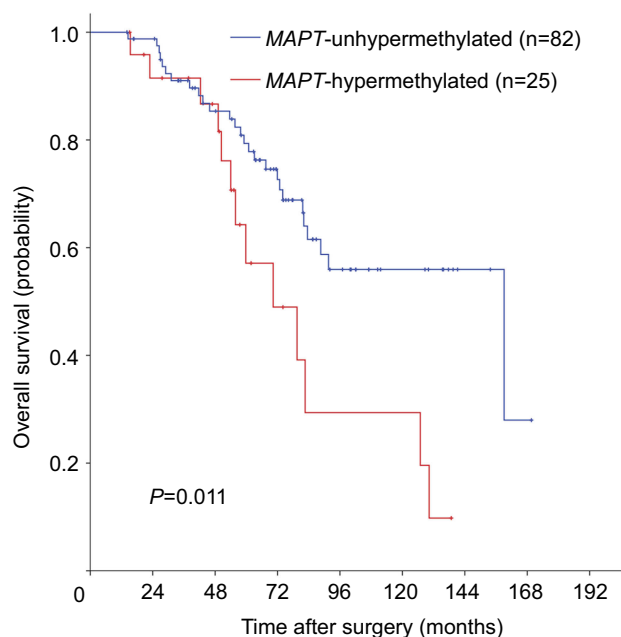 1.0
0.8
0.6
0.4
0.2
0
Overall survival (probability)
MAPT-unhypermethylated (n=82)
MAPT-hypermethylated (n=25)
P=0.011
24 48 72 96 120 144 168 192
Time after surgery (months)